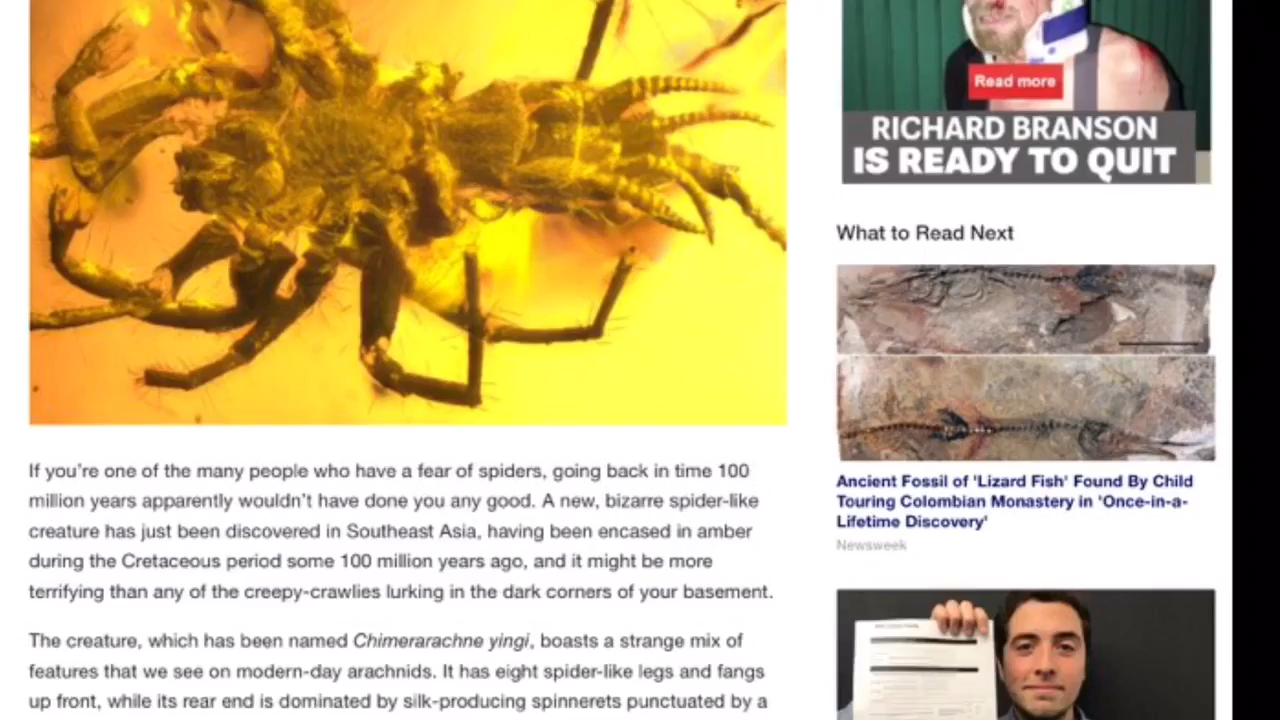 If you're one of the many people who have a fear of spiders, going back in time 100
million years apparently wouldn't have done you any good. A new, bizarre spider-like
creature has just been discovered in Southeast Asia, having been encased in amber
during the Cretaceous period some 100 million years ago, and it might be more
terrifying than any of the creepy-crawlies lurking in the dark corners of your basement.
The creature, which has been named Chimerarachne yingi, boasts a strange mix of
features that we see on modern-day arachnids. It has eight spider-like legs and fangs
up front, while its rear end is dominated by silk-producing spinnerets punctuated by a
Read more
RICHARD BRANSON
IS READY TO QUIT
What to Read Next
Ancient Fossil of 'Lizard Fish' Found By Child
Touring Colombian Monastery in 'Once-in-a-
Lifetime Discovery'
Newsweek